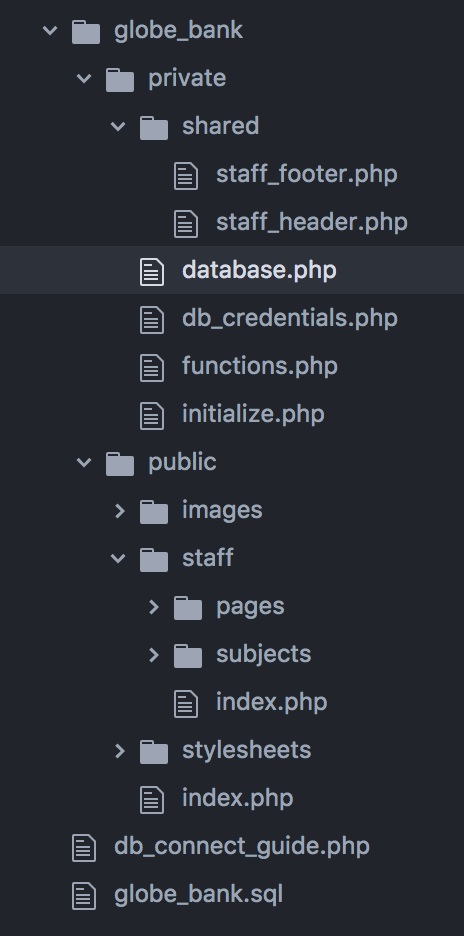 globe_bank
private
shared
staff_footer.php
staff_header.php
database.php
db_credentials.php
functions.php
initialize.php
public
images
staff
pages
subjects
index.php
stylesheets
index.php
db_connect_guide.php
globe_bank.sql